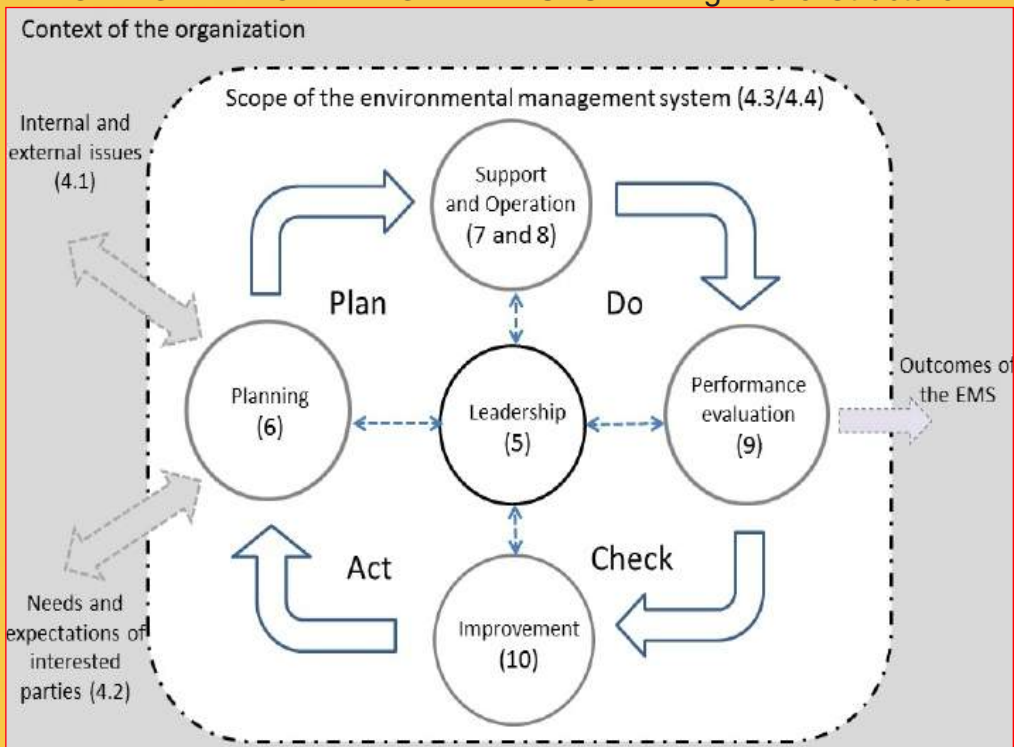 Context of the organization
Scope of the environmental management system (4.3/4.4)
Internal and
external issues
(4.1)
Support
and Operation
(7 and 8)
Plan
Do
Planning
(6)
Leadership
(5)
Performance
evaluation
(9)
Outcomes of
the EMS
Act
Check
Needs and
expectations of
interested
parties (4.2)
Improvement
(10)